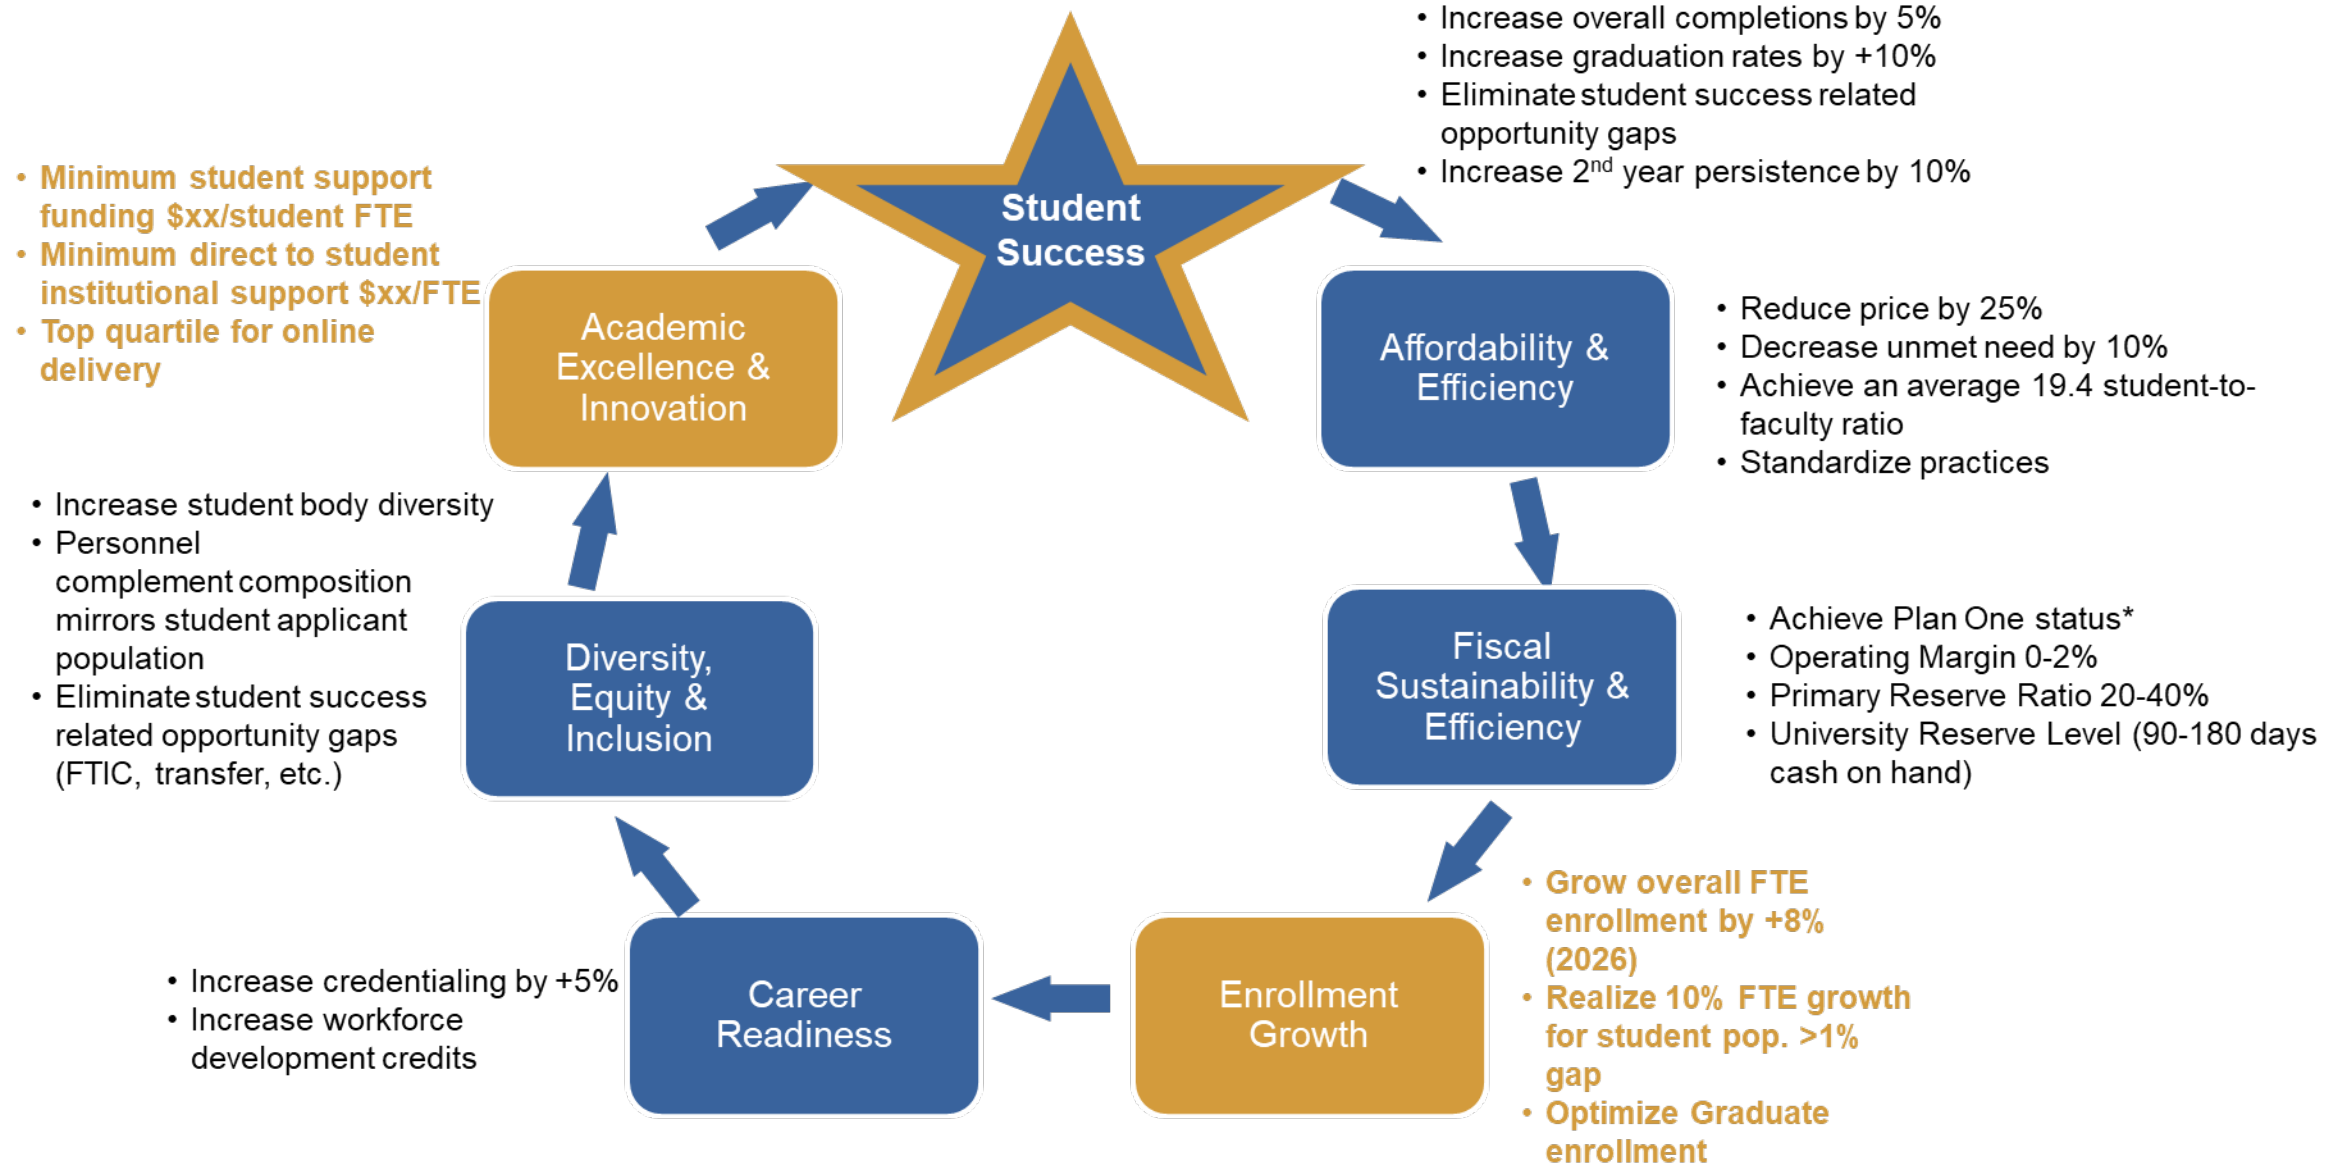 Student
Success
• Increase overall completions by 5%
• Increase graduation rates by +10%
• Eliminate student success related
opportunity gaps
• Increase 2nd year persistence by 10%
Affordability &
Efficiency
• Reduce price by 25%
• Decrease unmet need by 10%
• Achieve an average 19.4 student-to-
faculty ratio
• Standardize practices
Fiscal
Sustainability &
Efficiency
• Achieve Plan One status*
• Operating Margin 0-2%
• Primary Reserve Ratio 20-40%
• University Reserve Level (90-180 days
cash on hand)
Enrollment
Growth
• Grow overall FTE
enrollment by +8%
(2026)
• Realize 10% FTE growth
for student pop. >1%
gap
• Optimize Graduate
enrollment
Career
Readiness
• Increase credentialing by +5%
• Increase workforce
development credits
Diversity,
Equity &
Inclusion
• Increase student body diversity
• Personnel
complement composition
mirrors student applicant
population
• Eliminate student success
related opportunity gaps
(FTIC, transfer, etc.)
Academic
Excellence &
Innovation
• Minimum student support
funding $xx/student FTE
• Minimum direct to student
institutional support $xx/FTE
• Top quartile for online
delivery